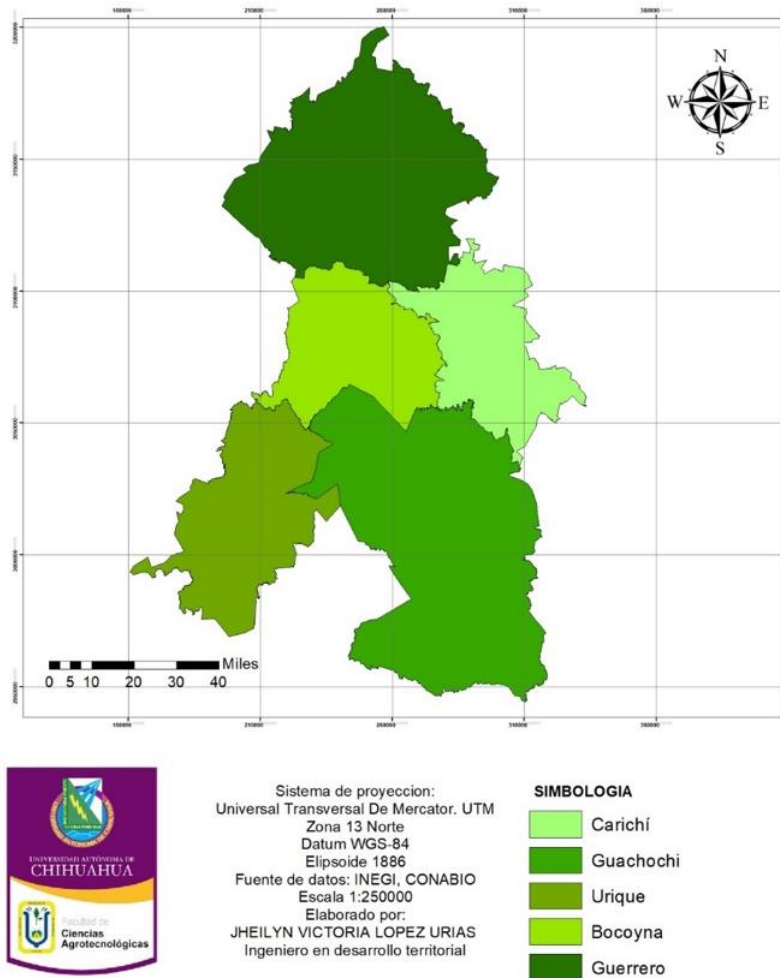 N
W E
S
Miles
0 5 10 20 30 40
UNIVERSIDAD AUTÓNOMA DE
CHIHUAHUA
Facultad de
Ciencias
Agrotecnológicas
Sistema de proyeccion:
Universal Transversal De Mercator. UTM
Zona 13 Norte
Datum WGS-84
Elipsoide 1886
Fuente de datos: INEGI, CONABIO
Escala 1:250000
Elaborado por:
JHEILYN VICTORIA LOPEZ URIAS
Ingeniero en desarrollo territorial
SIMBOLOGIA
Carichí
Guachochi
Urique
Bocoyna
Guerrero